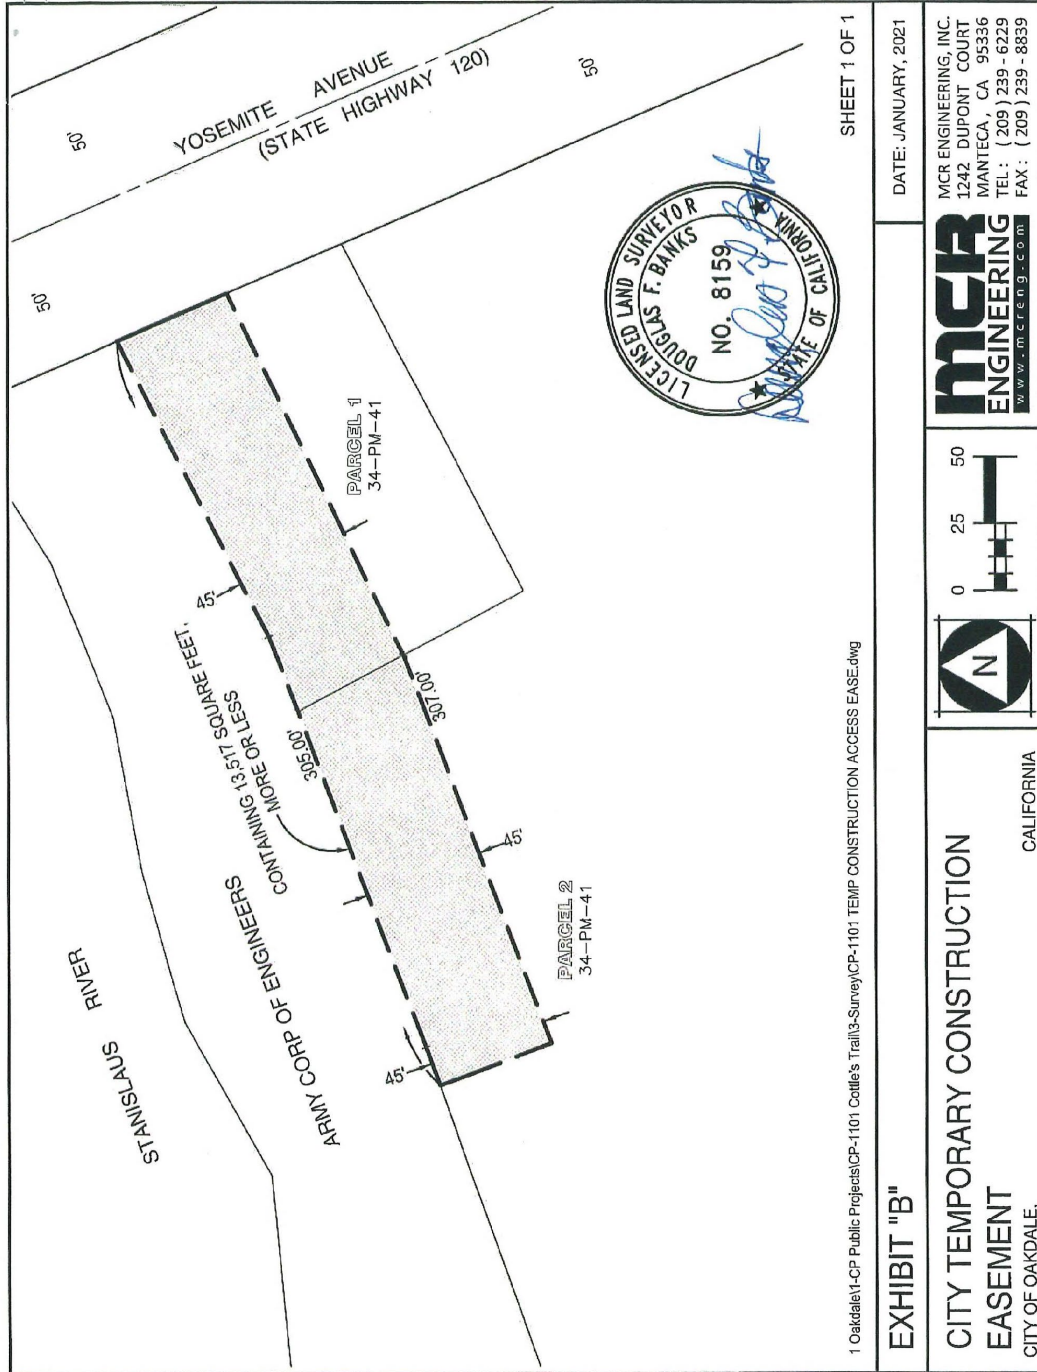 50'
YOSEMITE AVENUE
(STATE HIGHWAY 120)
50'
50'
STANISLAUS RIVER
ARMY CORP OF ENGINEERS
CONTAINING 13,517 SQUARE FEET,
MORE OR LESS
45'
305.00'
307.00'
45'
45'
PARCEL 1
34-PM-41
PARCEL 2
34-PM-41
LICENSED LAND SURVEYOR
DOUGLAS F. BANKS
NO. 8159
STATE OF CALIFORNIA
Douglas F. Banks
SHEET 1 OF 1
1 Oakdale\1-CP Public Projects\CP-1101 Cottle's Trail\3-Survey\CP-1101 TEMP CONSTRUCTION ACCESS EASE.dwg
EXHIBIT "B"
DATE: JANUARY, 2021
CITY TEMPORARY CONSTRUCTION
EASEMENT
CITY OF OAKDALE, CALIFORNIA
N
0 25 50
MCR
ENGINEERING
www.mcreng.com
MCR ENGINEERING, INC.
1242 DUPONT COURT
MANTECA, CA 95336
TEL: (209) 239-6229
FAX: (209) 239-8839